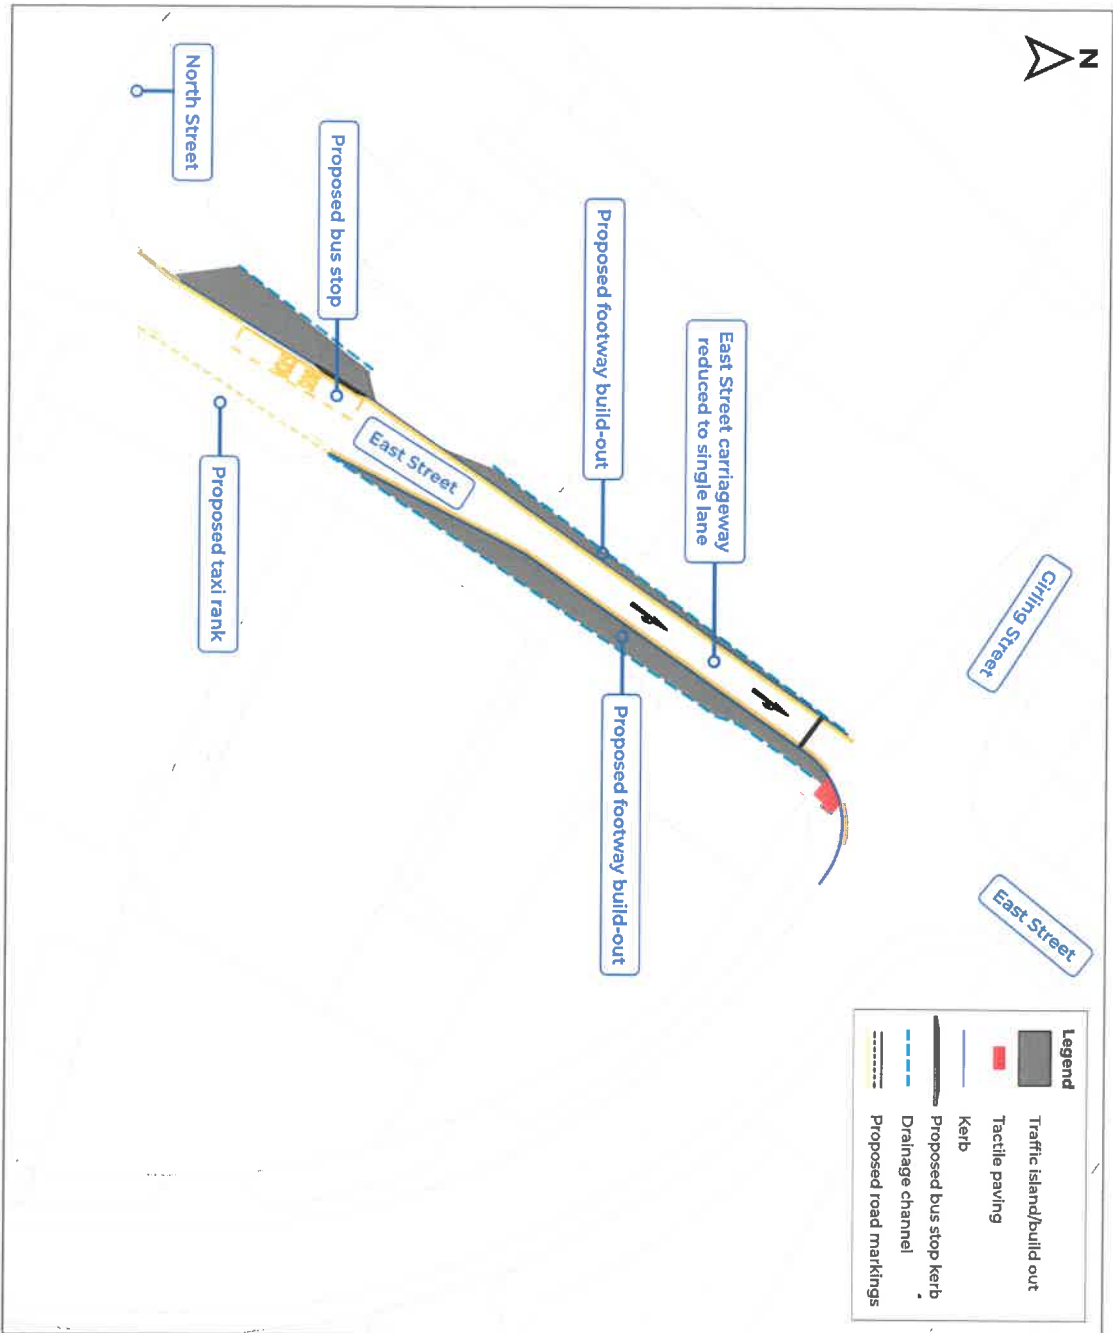 N
North Street
Proposed bus stop
Proposed footway build-out
East Street carriageway
reduced to single lane
Girling Street
East Street
East Street
Proposed taxi rank
Proposed footway build-out
BUS
STOP
Legend
Traffic island/build out
Tactile paving
Kerb
Proposed bus stop kerb
Drainage channel
Proposed road markings